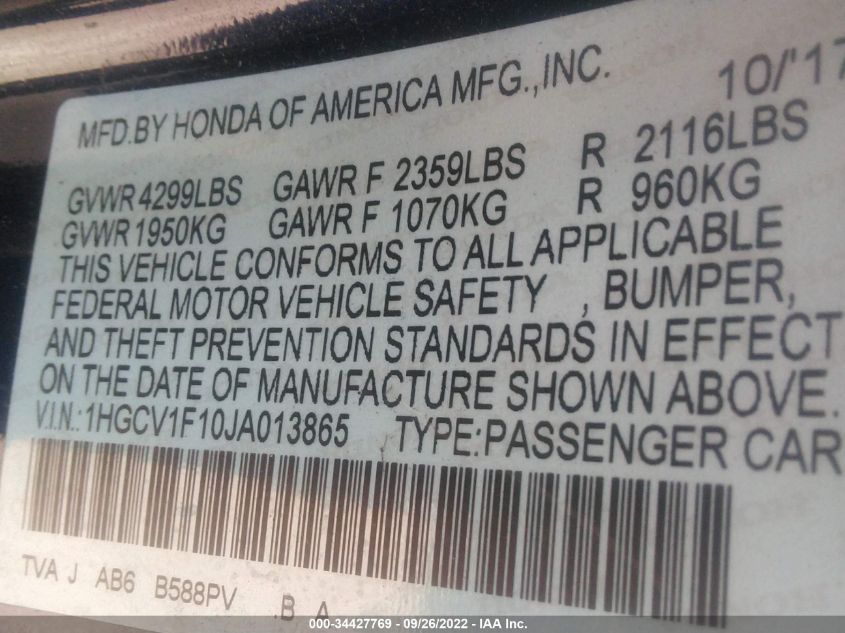 MFD.BY HONDA OF AMERICA MFG.,INC. 10/'17
GVWR 4299LBS GAWR F 2359LBS R 2116LBS
GVWR 1950KG GAWR F 1070KG R 960KG
THIS VEHICLE CONFORMS TO ALL APPLICABLE
FEDERAL MOTOR VEHICLE SAFETY , BUMPER,
AND THEFT PREVENTION STANDARDS IN EFFECT
ON THE DATE OF MANUFACTURE SHOWN ABOVE.
V.I.N.:1HGCV1F10JA013865 TYPE:PASSENGER CAR
TVA J AB6 B588PV .B A
000-34427769 - 09/26/2022 - IAA Inc.